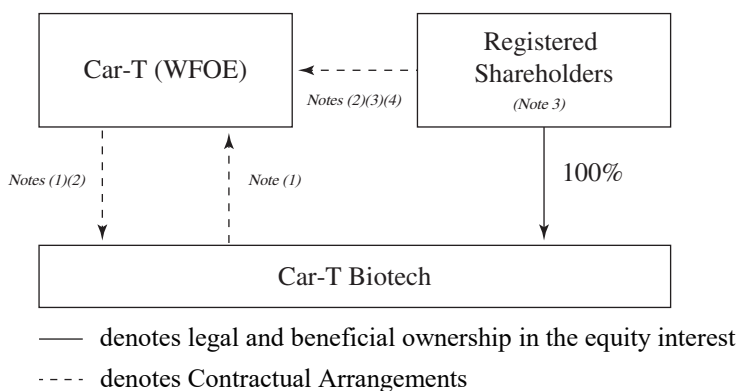 Car-T (WFOE)
Registered
Shareholders
(Note 3)
Notes (2)(3)(4)
Notes (1)(2)
Note (1)
100%
Car-T Biotech
denotes legal and beneficial ownership in the equity interest
denotes Contractual Arrangements